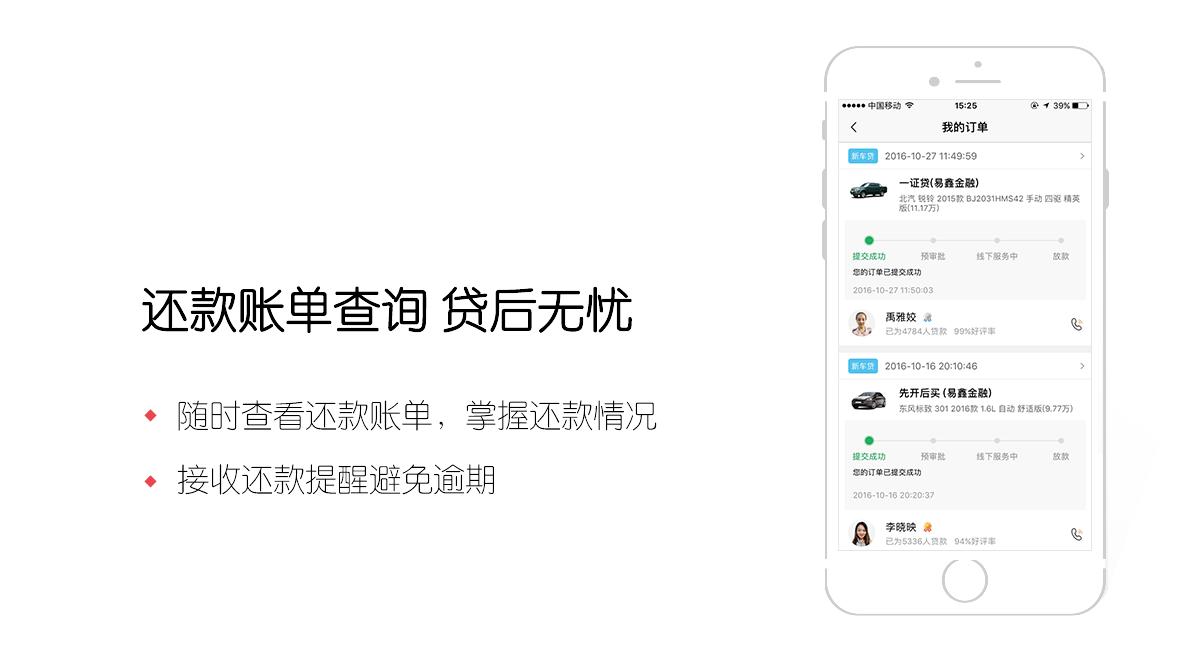 还款账单查询 贷后无忧
随时查看还款账单，掌握还款情况
接收还款提醒避免逾期
中国移动 15:25 39%
我的订单
新车贷 2016-10-27 11:49:59
一证贷(易鑫金融)
北汽 锐铃 2015款 BJ2031HMS42 手动 四驱 精英
版(11.17万)
提交成功 预审批 线下服务中 放款
您的订单已提交成功
2016-10-27 11:50:03
禹雅姣
已为4784人贷款 99%好评率
新车贷 2016-10-16 20:10:46
先开后买 (易鑫金融)
东风标致 301 2016款 1.6L 自动 舒适版(9.77万)
提交成功 预审批 线下服务中 放款
您的订单已提交成功
2016-10-16 20:20:37
李晓映
已为5336人贷款 94%好评率